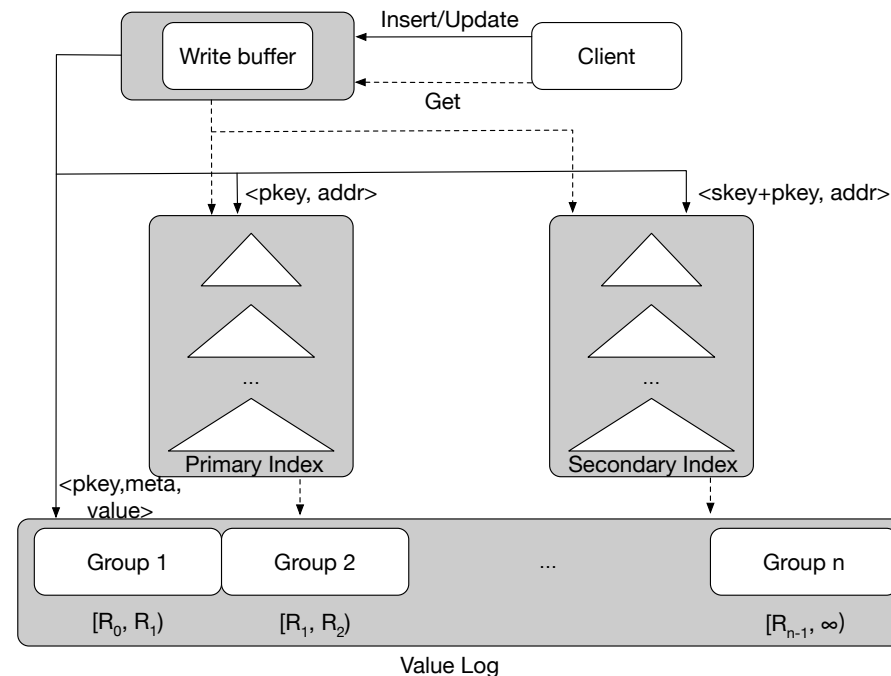 Insert/Update
Write buffer
Client
Get
<pkey, addr>
<skey+pkey, addr>
...
...
Primary Index
Secondary Index
<pkey,meta,
value>
Group 1
Group 2
...
Group n
[R₀, R₁)
[R₁, R₂)
[Rₙ₋₁, ∞)
Value Log